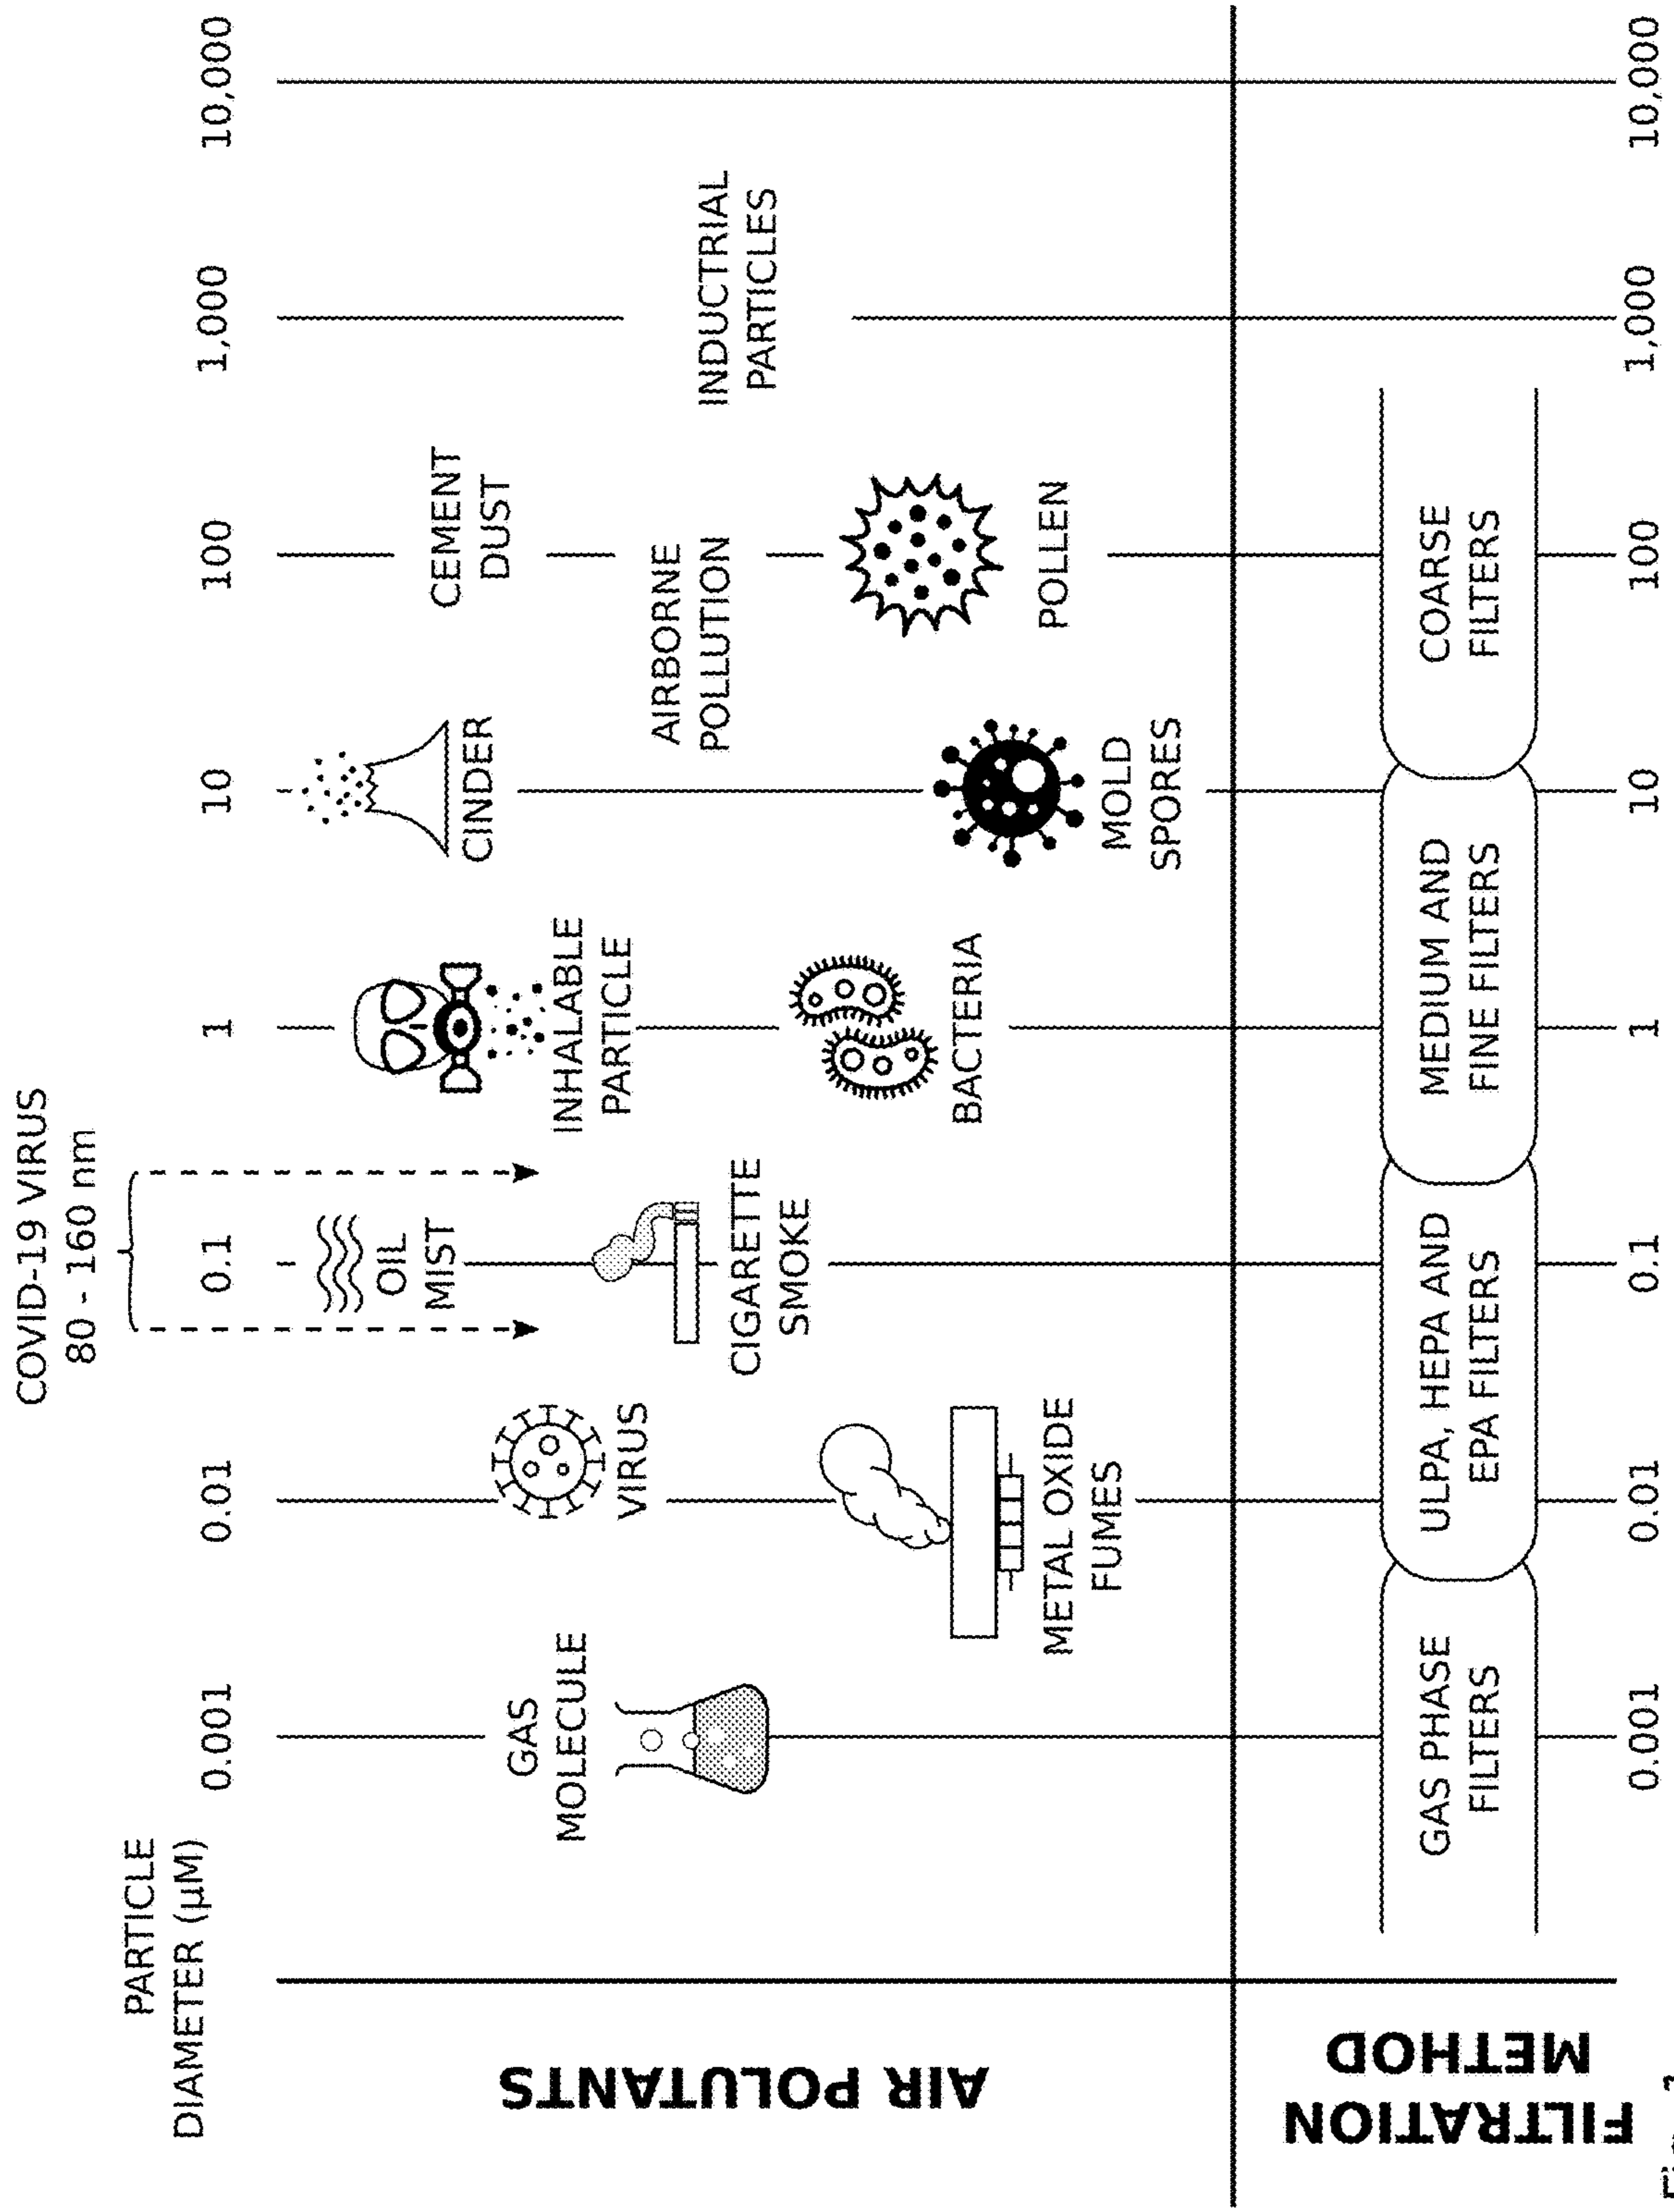 COVID-19 VIRUS
80 - 160 nm
PARTICLE
DIAMETER (µM)
0.001
0.01
0.1
1
10
100
1,000
10,000
AIR POLUTANTS
GAS
MOLECULE
VIRUS
METAL OXIDE
FUMES
OIL
MIST
CIGARETTE
SMOKE
INHALABLE
PARTICLE
BACTERIA
CINDER
MOLD
SPORES
CEMENT
DUST
AIRBORNE
POLLUTION
POLLEN
INDUCTRIAL
PARTICLES
FILTRATION
METHOD
GAS PHASE
FILTERS
ULPA, HEPA AND
EPA FILTERS
MEDIUM AND
FINE FILTERS
COARSE
FILTERS
0.001
0.01
0.1
1
10
100
1,000
10,000